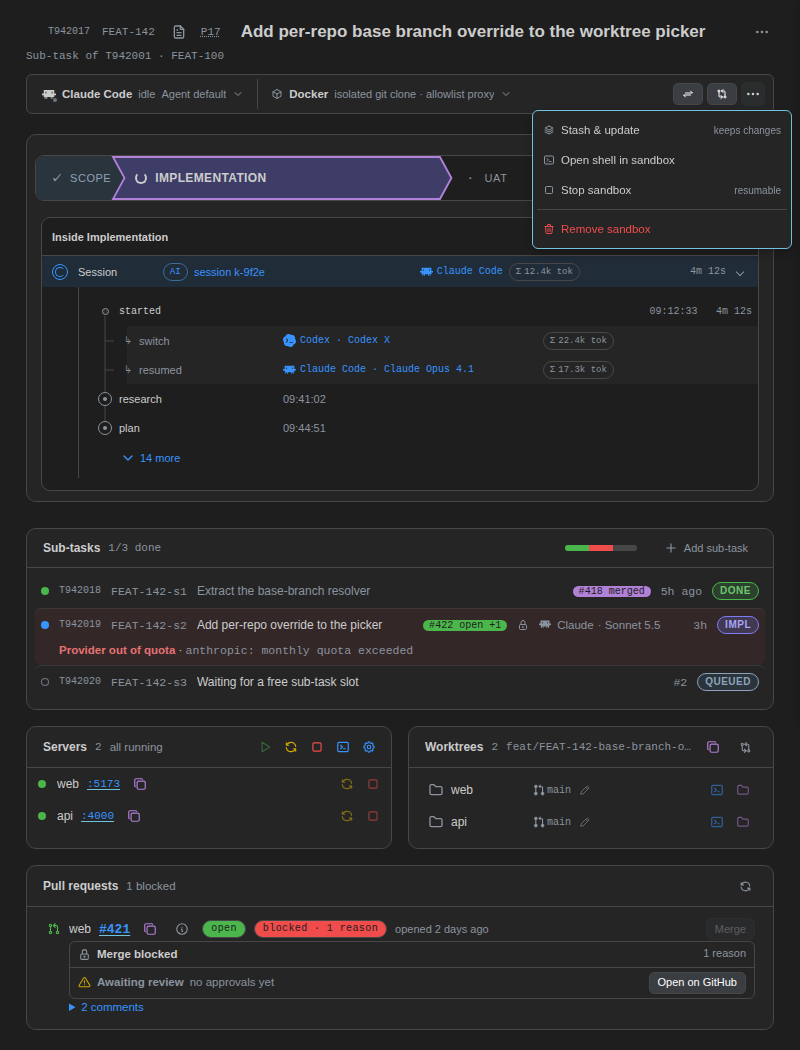 T942017 FEAT-142 P17 Add per-repo base branch override to the worktree picker
Sub-task of T942001 · FEAT-100
Claude Code idle Agent default Docker isolated git clone · allowlist proxy
Stash & update keeps changes
Open shell in sandbox
Stop sandbox resumable
Remove sandbox
SCOPE IMPLEMENTATION · UAT
Inside Implementation
Session AI session k-9f2e Claude Code Σ 12.4k tok 4m 12s
started 09:12:33 4m 12s
↳ switch Codex · Codex X Σ 22.4k tok
↳ resumed Claude Code · Claude Opus 4.1 Σ 17.3k tok
research 09:41:02
plan 09:44:51
14 more
Sub-tasks 1/3 done Add sub-task
T942018 FEAT-142-s1 Extract the base-branch resolver #418 merged 5h ago DONE
T942019 FEAT-142-s2 Add per-repo override to the picker #422 open +1 Claude · Sonnet 5.5 3h IMPL
Provider out of quota · anthropic: monthly quota exceeded
T942020 FEAT-142-s3 Waiting for a free sub-task slot #2 QUEUED
Servers 2 all running
web :5173
api :4000
Worktrees 2 feat/FEAT-142-base-branch-o…
web main
api main
Pull requests 1 blocked
web #421 open blocked · 1 reason opened 2 days ago Merge
Merge blocked 1 reason
Awaiting review no approvals yet Open on GitHub
2 comments